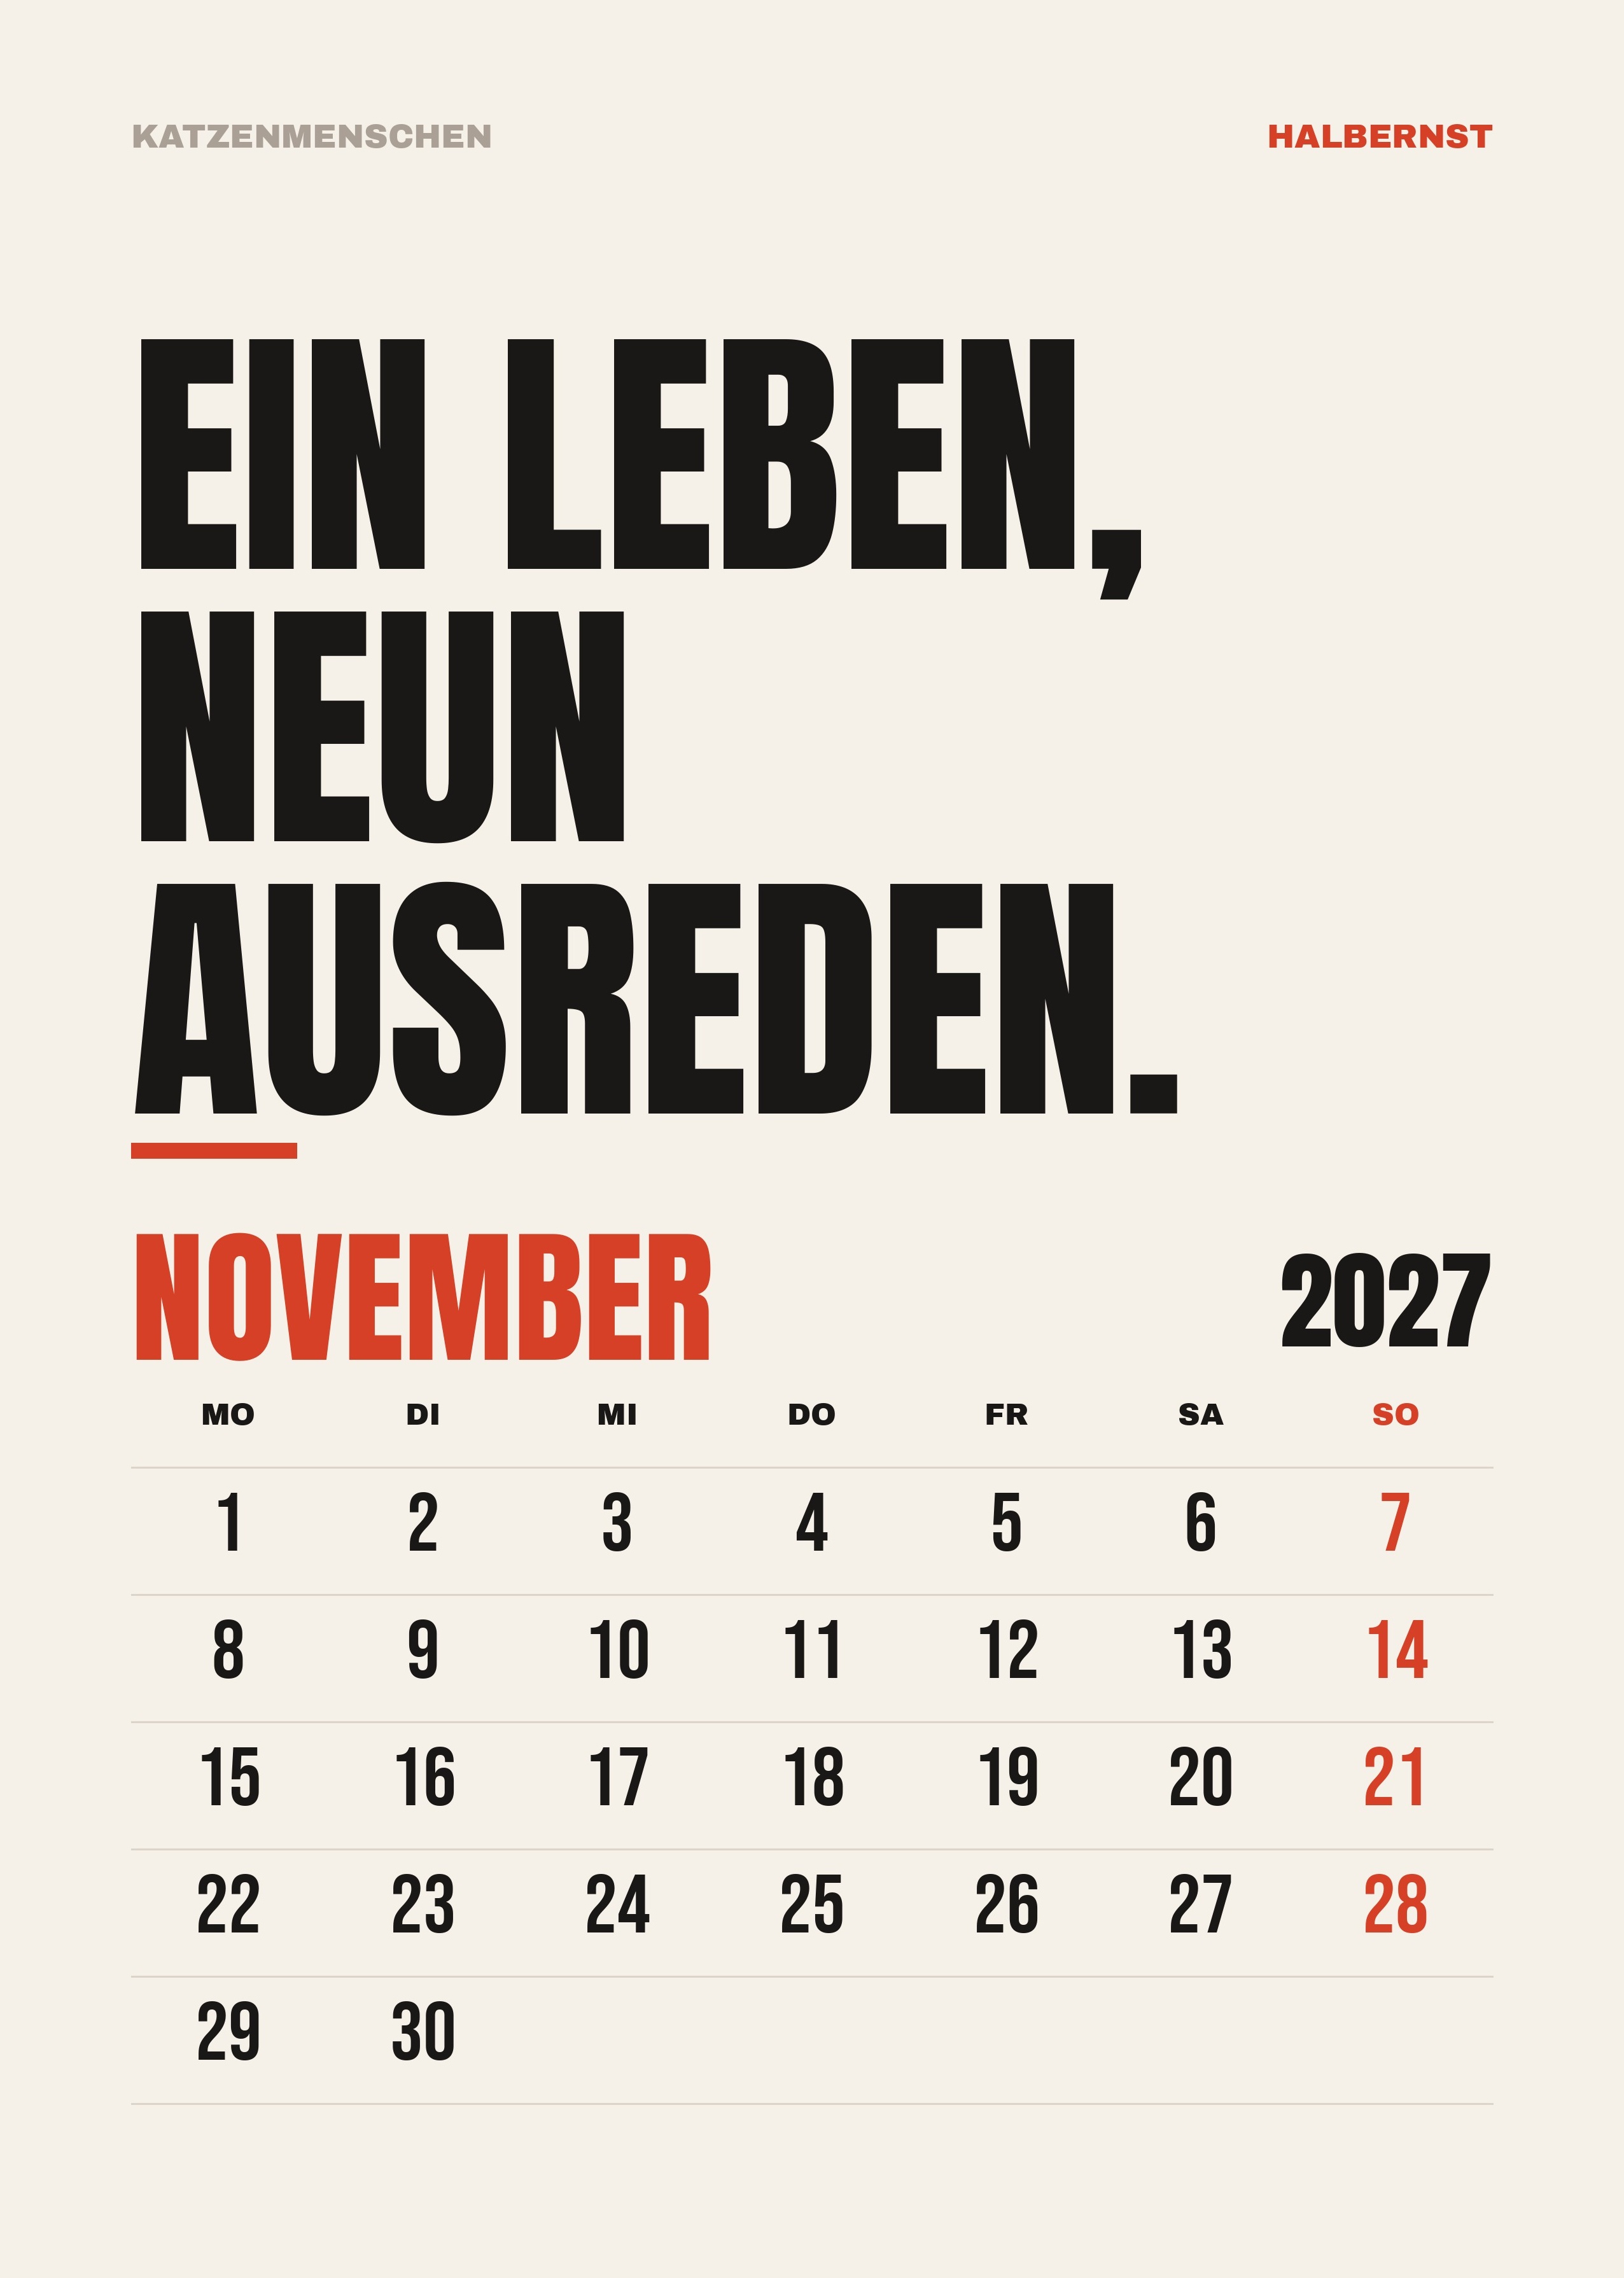 KATZENMENSCHEN HALBERNST
EIN LEBEN,
NEUN
AUSREDEN.
NOVEMBER 2027
MO DI MI DO FR SA SO
1 2 3 4 5 6 7
8 9 10 11 12 13 14
15 16 17 18 19 20 21
22 23 24 25 26 27 28
29 30